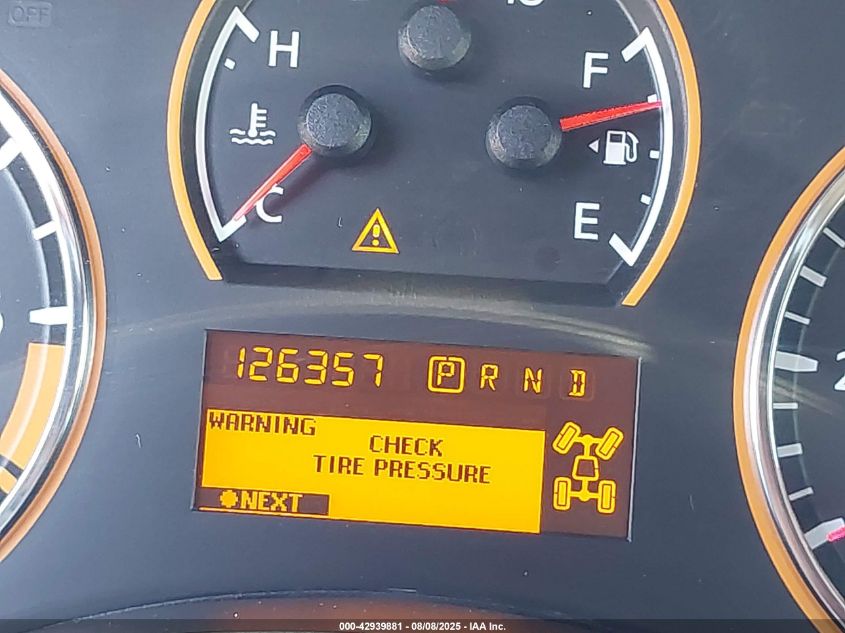 OFF
H
F
C
E
126357 P R N D
WARNING
CHECK
TIRE PRESSURE
NEXT
000-42939881 - 08/08/2025 - IAA Inc.